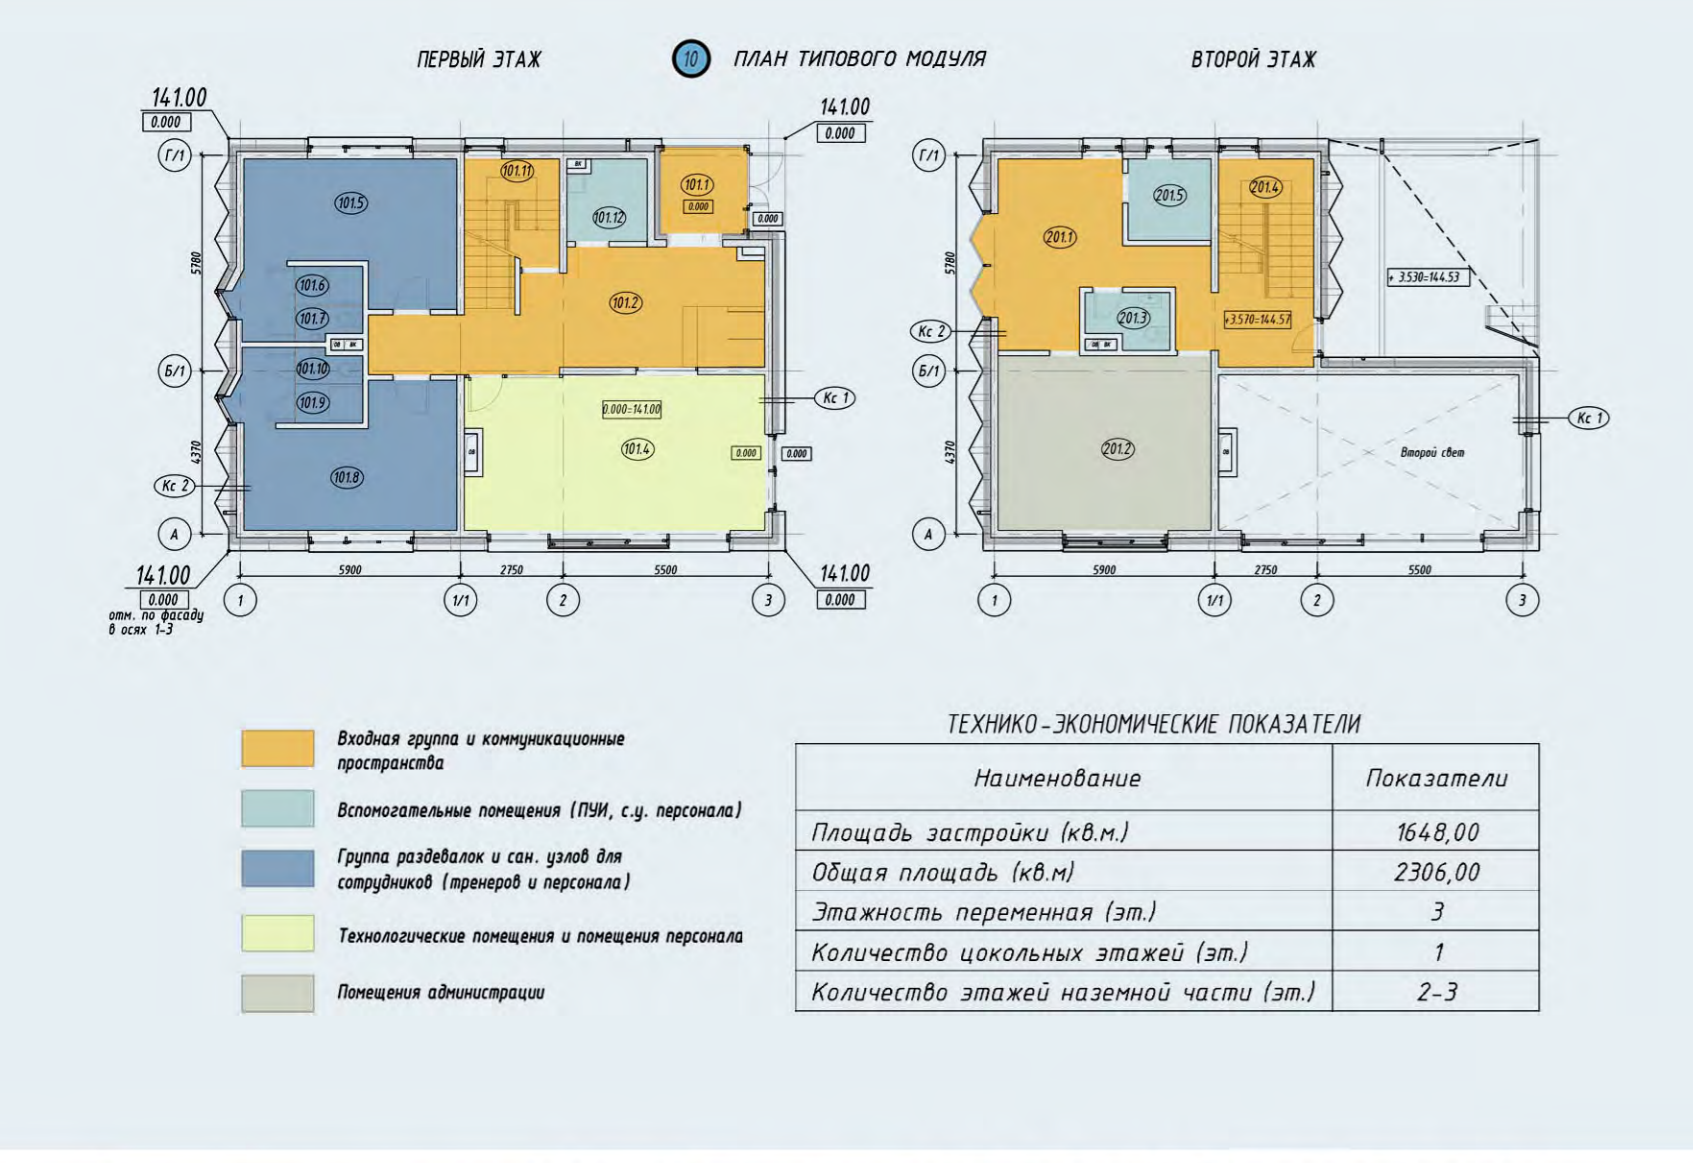 ПЕРВЫЙ ЭТАЖ
10 ПЛАН ТИПОВОГО МОДУЛЯ
ВТОРОЙ ЭТАЖ
141.00
0.000
141.00
0.000
Г/1
101.5
101.11
ВК
101.12
101.1
0.000
0.000
5780
101.6
101.7
101.2
ОВ ВК
Б/1
101.10
101.9
0.000=141.00
Кс 1
4370
101.8
ОВ
101.4
0.000
0.000
Кс 2
А
141.00
0.000
отм. по фасаду
в осях 1-3
5900
2750
5500
1
1/1
2
3
141.00
0.000
Г/1
201.5
201.4
201.1
5780
+ 3.530=144.53
201.3
+3.570=144.57
Кс 2
ОВ ВК
Б/1
Кс 1
4370
201.2
ОВ
Второй свет
А
5900
2750
5500
1
1/1
2
3
Входная группа и коммуникационные
пространства
Вспомогательные помещения (ПУИ, с.у. персонала)
Группа раздевалок и сан. узлов для
сотрудников (тренеров и персонала)
Технологические помещения и помещения персонала
Помещения администрации
ТЕХНИКО-ЭКОНОМИЧЕСКИЕ ПОКАЗАТЕЛИ
Наименование Показатели
Площадь застройки (кв.м.) 1648,00
Общая площадь (кв.м) 2306,00
Этажность переменная (эт.) 3
Количество цокольных этажей (эт.) 1
Количество этажей наземной части (эт.) 2-3